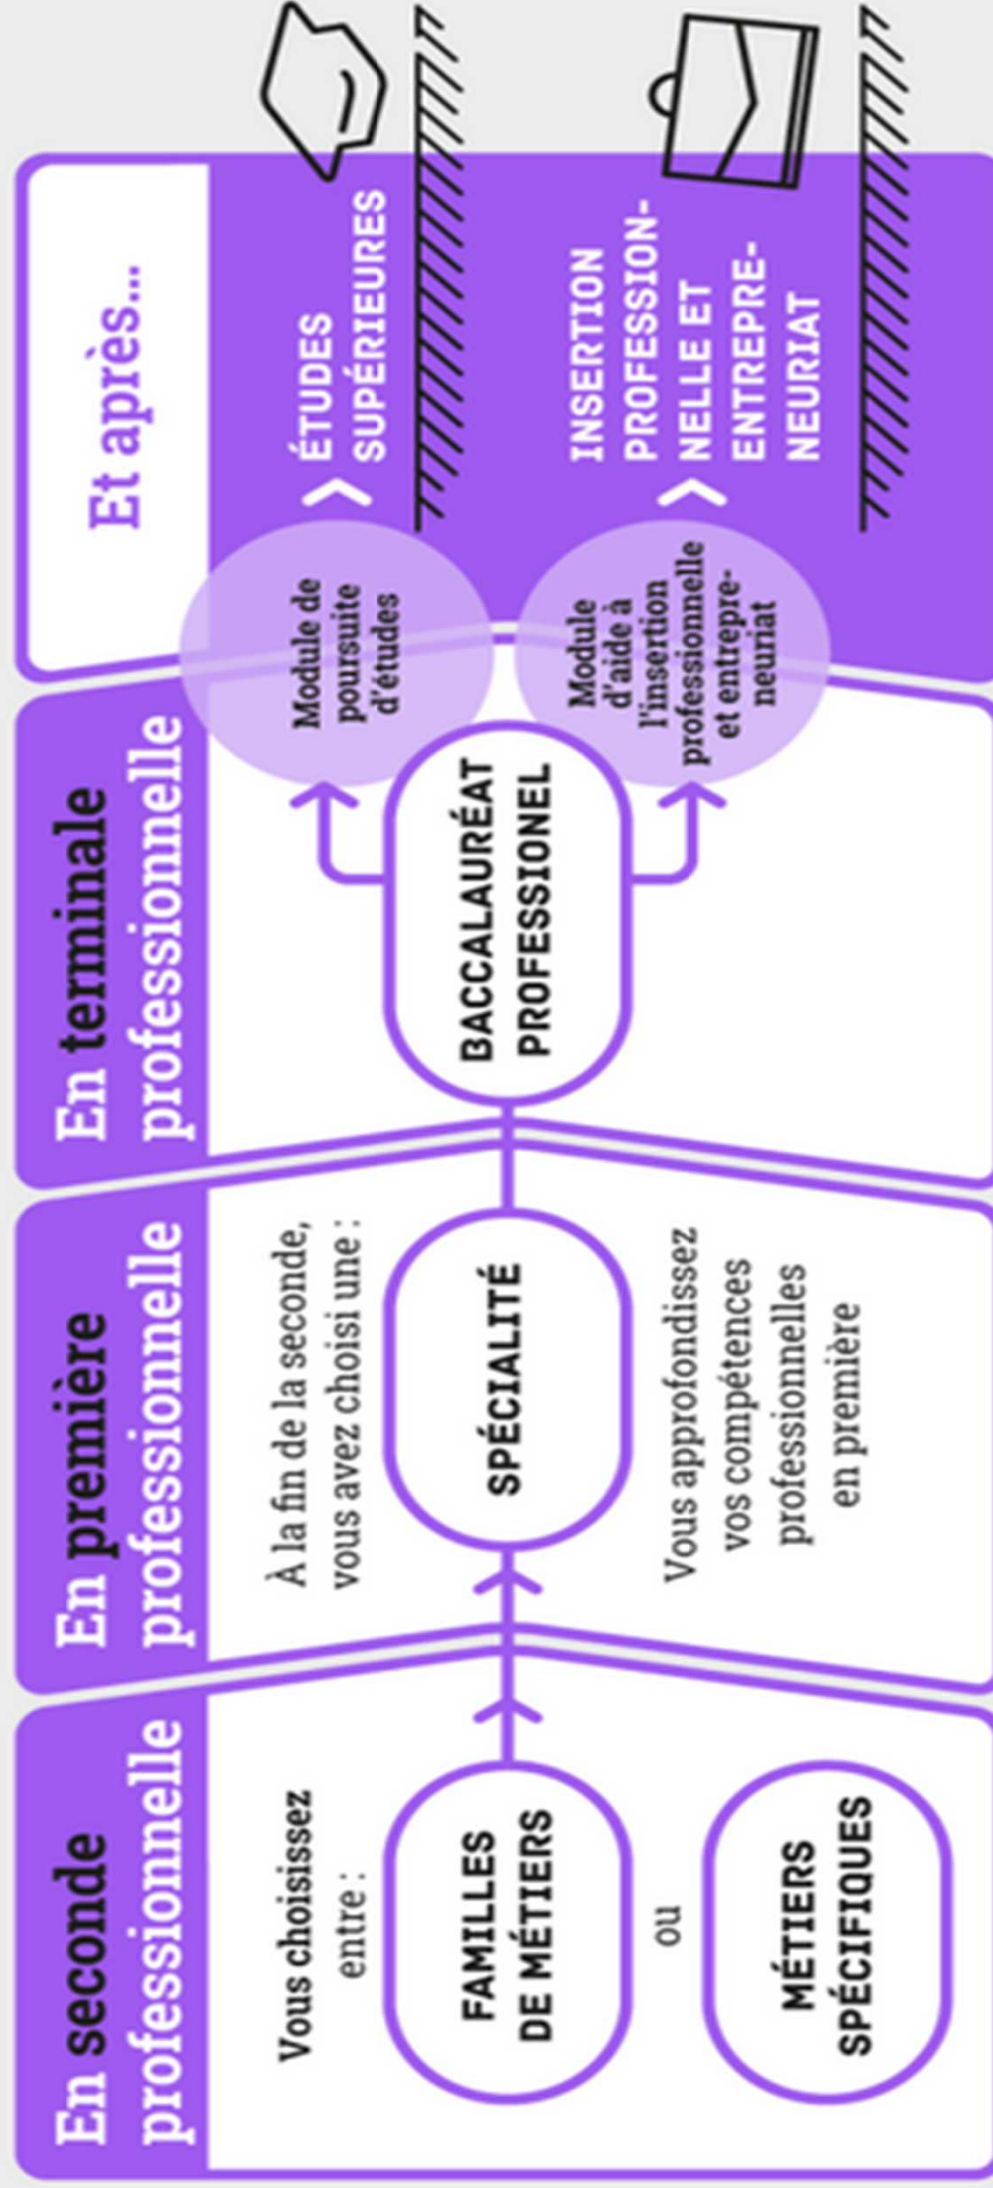 En seconde
professionnelle
Vous choisissez
entre :
FAMILLES
DE MÉTIERS
ou
MÉTIERS
SPÉCIFIQUES
En première
professionnelle
À la fin de la seconde,
vous avez choisi une :
SPÉCIALITÉ
Vous approfondissez
vos compétences
professionnelles
en première
En terminale
professionnelle
BACCALAURÉAT
PROFESSIONEL
Module de
poursuite
d'études
Module
d'aide à
l'insertion
professionnelle
et entrepre-
neuriat
Et après...
ÉTUDES
SUPÉRIEURES
INSERTION
PROFESSION-
NELLE ET
ENTREPRE-
NEURIAT